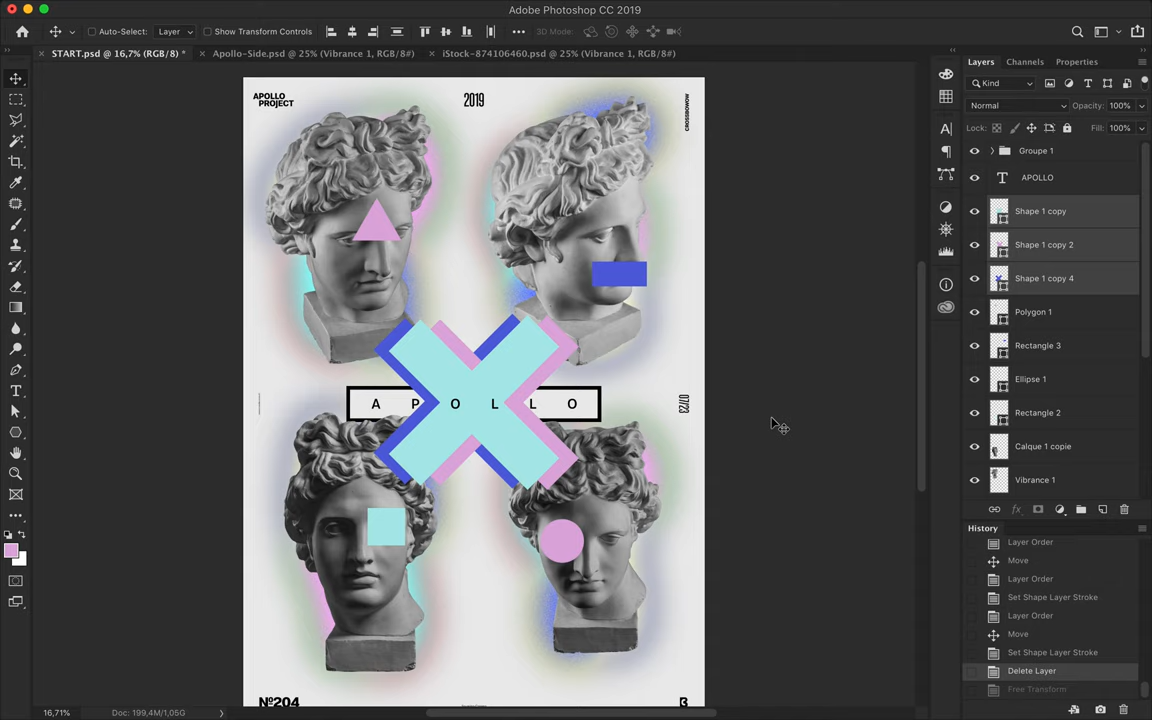 Adobe Photoshop CC 2019
Auto-Select: Layer Show Transform Controls 3D Mode:
START.psd @ 16,7% (RGB/8) *
Apollo-Side.psd @ 25% (Vibrance 1, RGB/8#)
iStock-874106460.psd @ 25% (Vibrance 1, RGB/8#)
APOLLO
PROJECT
2019
CROSSBOWOW
A P O L L O
07/23
Nº204
16,71%
Doc: 199,4M/1,05G
Layers Channels Properties
Kind
Normal Opacity: 100%
Lock: Fill: 100%
Groupe 1
APOLLO
Shape 1 copy
Shape 1 copy 2
Shape 1 copy 4
Polygon 1
Rectangle 3
Ellipse 1
Rectangle 2
Calque 1 copie
Vibrance 1
History
Layer Order
Move
Layer Order
Set Shape Layer Stroke
Layer Order
Move
Set Shape Layer Stroke
Delete Layer
Free Transform